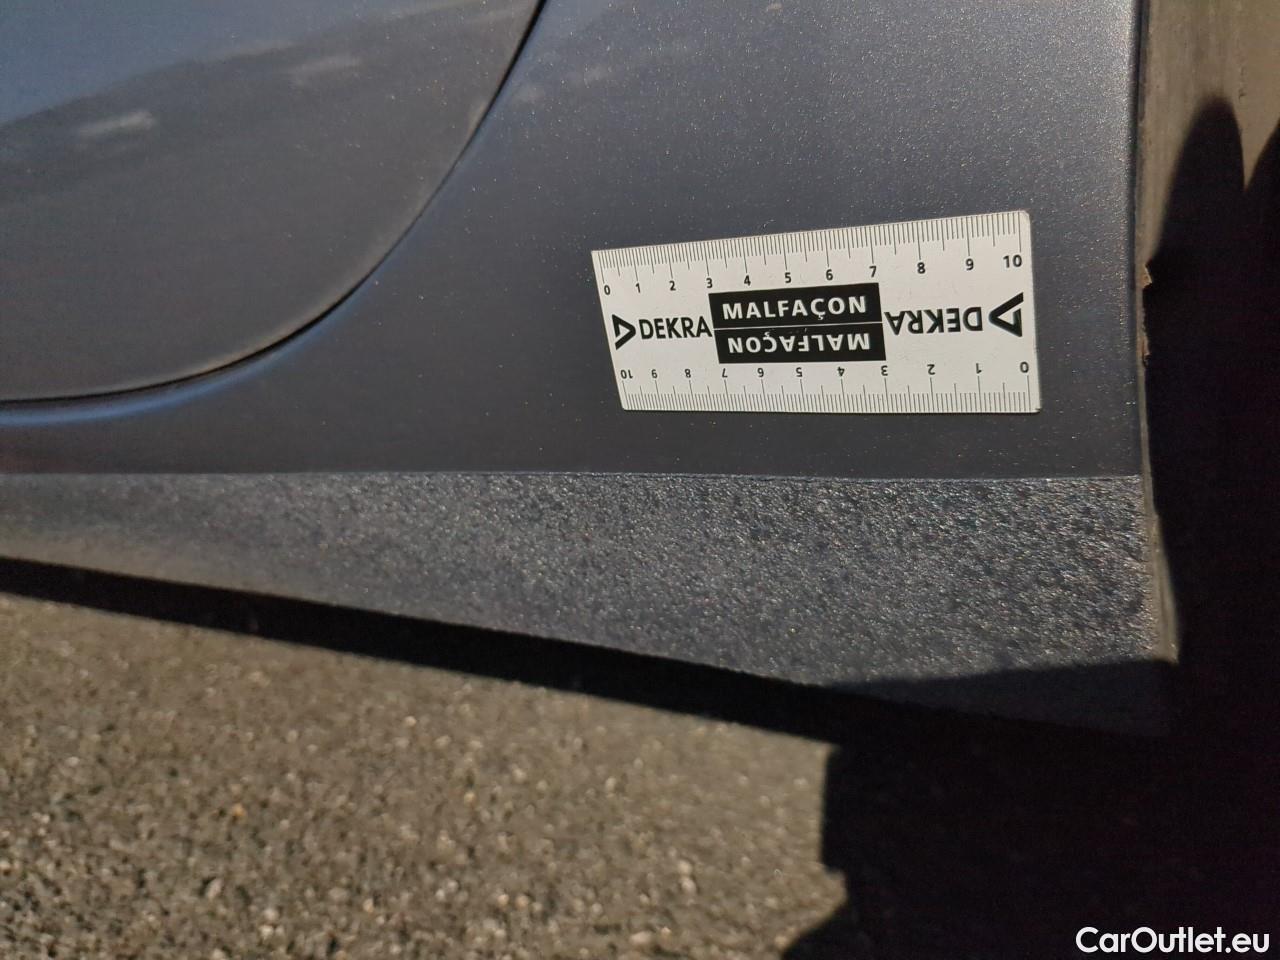 0 1 2 3 4 5 6 7 8 9 10
DEKRA MALFAÇON DEKRA
MALFAÇON
10 9 8 7 6 5 4 3 2 1 0
CarOutlet.eu